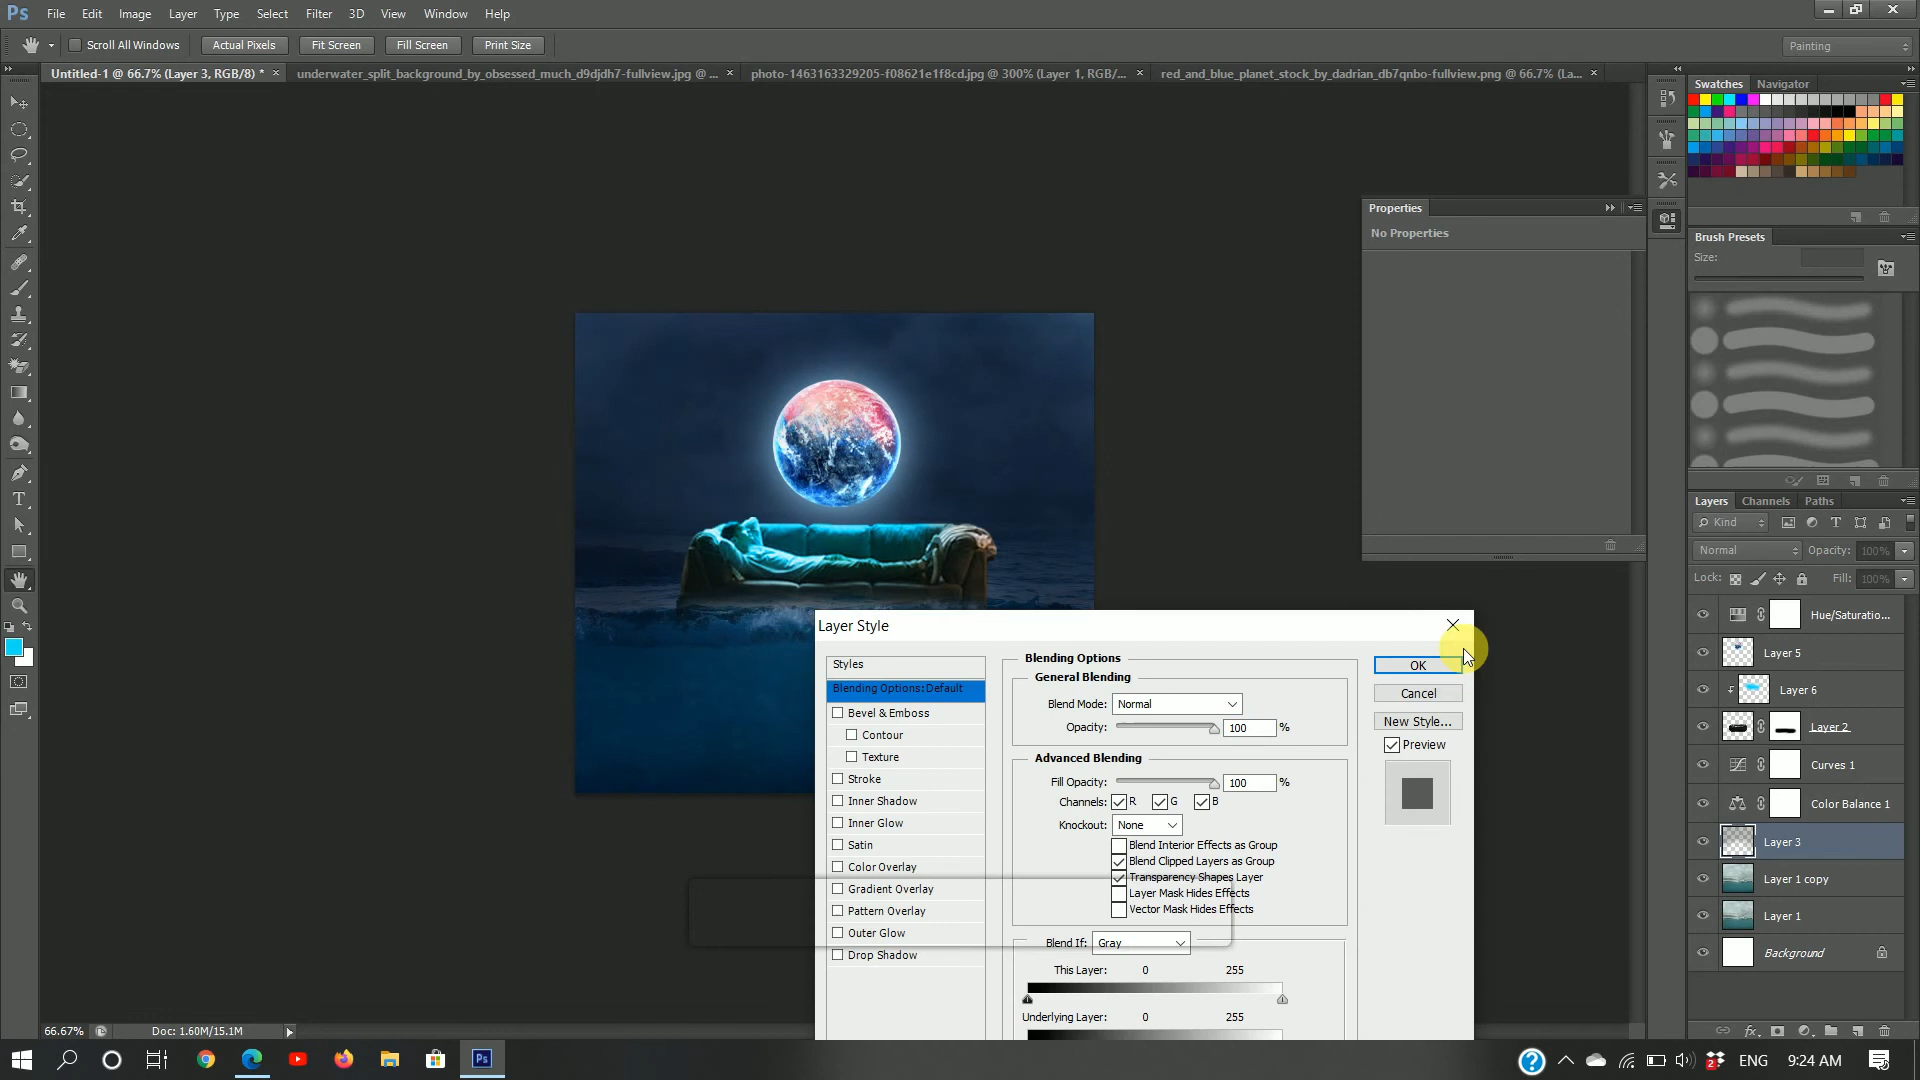 Ps File Edit Image Layer Type Select Filter 3D View Window Help
Scroll All Windows Actual Pixels Fit Screen Fill Screen Print Size Painting
Untitled-1 @ 66.7% (Layer 3, RGB/8) * × underwater_split_background_by_obsessed_much_d9djdh7-fullview.jpg @ ... × photo-1463163329205-f08621e1f8cd.jpg @ 300% (Layer 1, RGB/... × red_and_blue_planet_stock_by_dadrian_db7qnbo-fullview.png @ 66.7% (La... ×
Swatches Navigator
Properties
No Properties
Brush Presets
Size:
Layers Channels Paths
Kind
Normal Opacity: 100%
Lock: Fill: 100%
Hue/Saturatio...
Layer 5
Layer 6
Layer 2
Curves 1
Color Balance 1
Layer 3
Layer 1 copy
Layer 1
Background
Layer Style
Styles
Blending Options: Default
Bevel & Emboss
Contour
Texture
Stroke
Inner Shadow
Inner Glow
Satin
Color Overlay
Gradient Overlay
Pattern Overlay
Outer Glow
Drop Shadow
Blending Options
General Blending
Blend Mode: Normal
Opacity: 100 %
Advanced Blending
Fill Opacity: 100 %
Channels: R G B
Knockout: None
Blend Interior Effects as Group
Blend Clipped Layers as Group
Transparency Shapes Layer
Layer Mask Hides Effects
Vector Mask Hides Effects
Blend If: Gray
This Layer: 0 255
Underlying Layer: 0 255
OK
Cancel
New Style...
Preview
66.67% Doc: 1.60M/15.1M
Ps 2 ENG 9:24 AM